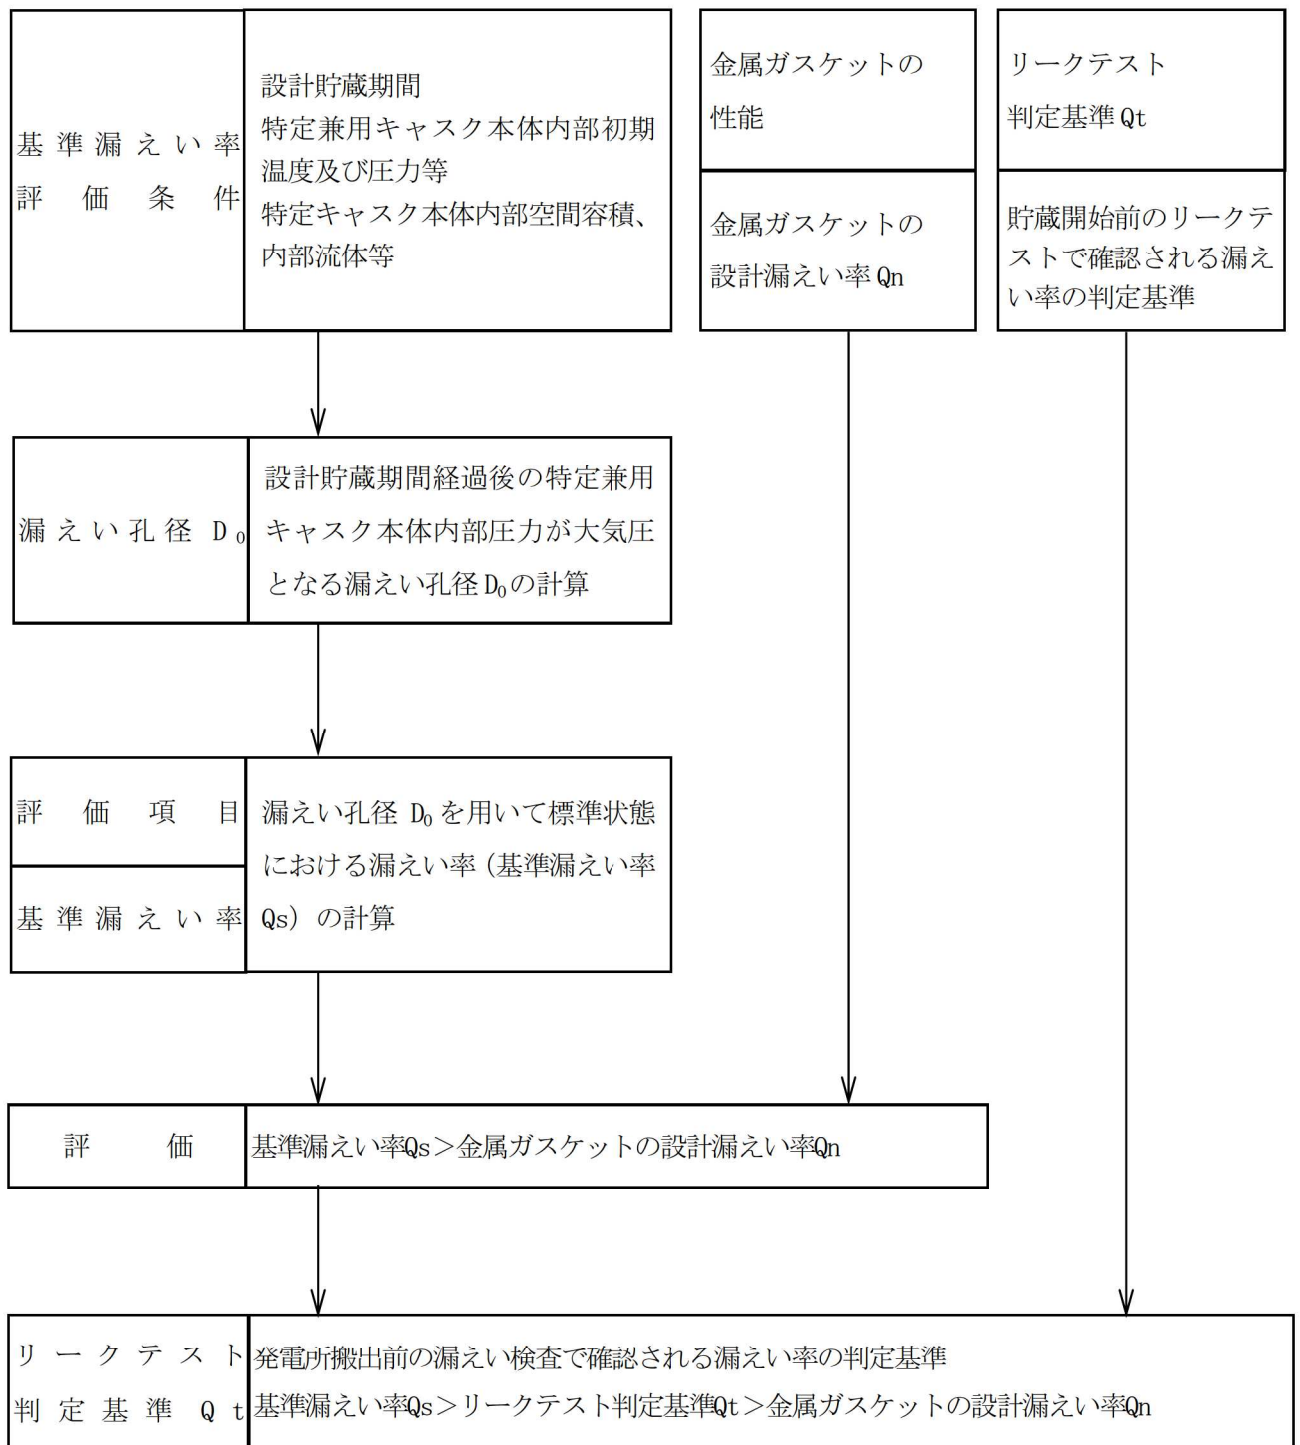 基準漏えい率
評価条件
設計貯蔵期間
特定兼用キャスク本体内部初期
温度及び圧力等
特定キャスク本体内部空間容積、
内部流体等
金属ガスケットの
性能
金属ガスケットの
設計漏えい率Qn
リークテスト
判定基準Qt
貯蔵開始前のリークテ
ストで確認される漏え
い率の判定基準
漏えい孔径 D₀
設計貯蔵期間経過後の特定兼用
キャスク本体内部圧力が大気圧
となる漏えい孔径D₀の計算
評価項目
基準漏えい率
漏えい孔径 D₀を用いて標準状態
における漏えい率(基準漏えい率
Qs)の計算
評価
基準漏えい率Qs>金属ガスケットの設計漏えい率Qn
リークテスト
判定基準 Qt
発電所搬出前の漏えい検査で確認される漏えい率の判定基準
基準漏えい率Qs>リークテスト判定基準Qt>金属ガスケットの設計漏えい率Qn